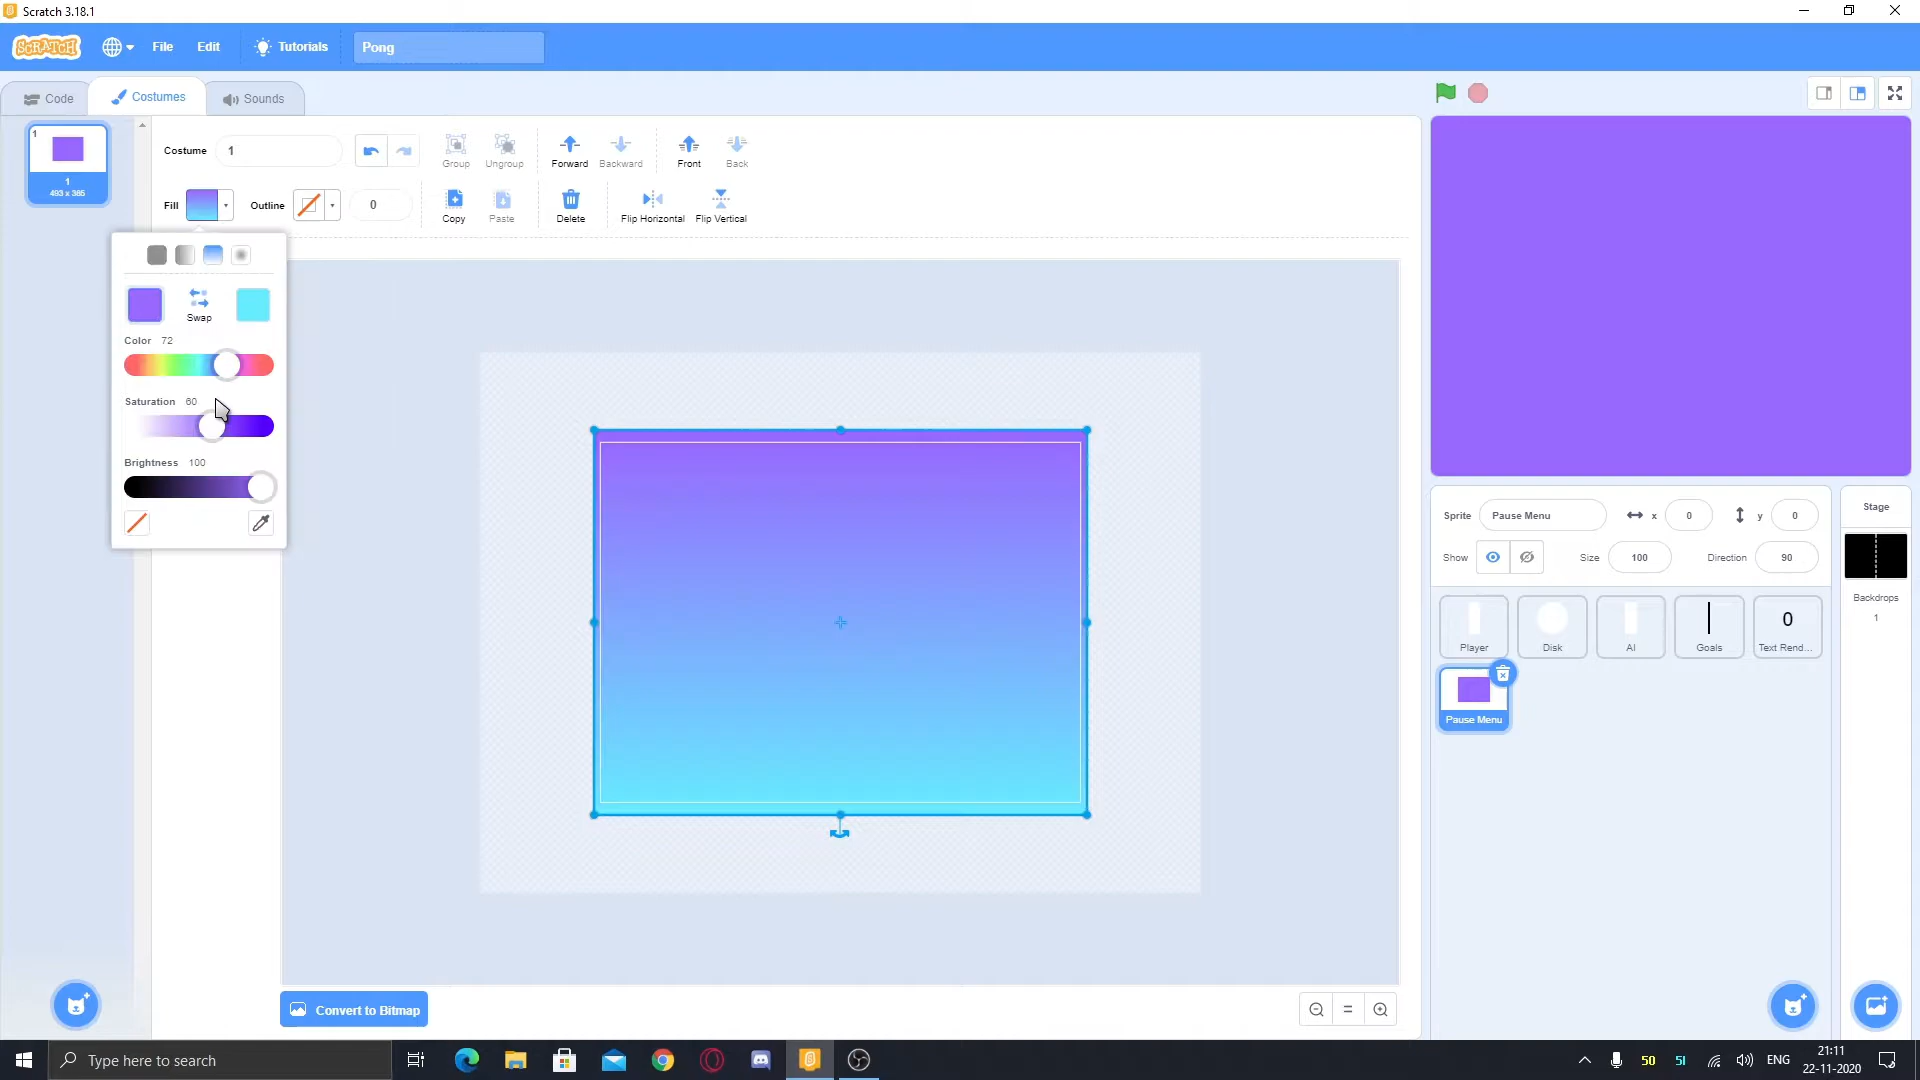 Scratch 3.18.1
SCRATCH
File
Edit
Tutorials
Pong
Code
Costumes
Sounds
1
1
493 x 385
Costume
1
Group
Ungroup
Forward
Backward
Front
Back
Fill
Outline
0
Copy
Paste
Delete
Flip Horizontal
Flip Vertical
Swap
Color 72
Saturation 60
Brightness 100
Convert to Bitmap
Sprite
Pause Menu
x
0
y
0
Show
Size
100
Direction
90
Player
Disk
AI
Goals
0
Text Rend...
Pause Menu
Stage
Backdrops
1
Type here to search
50
51
ENG
21:11
22-11-2020